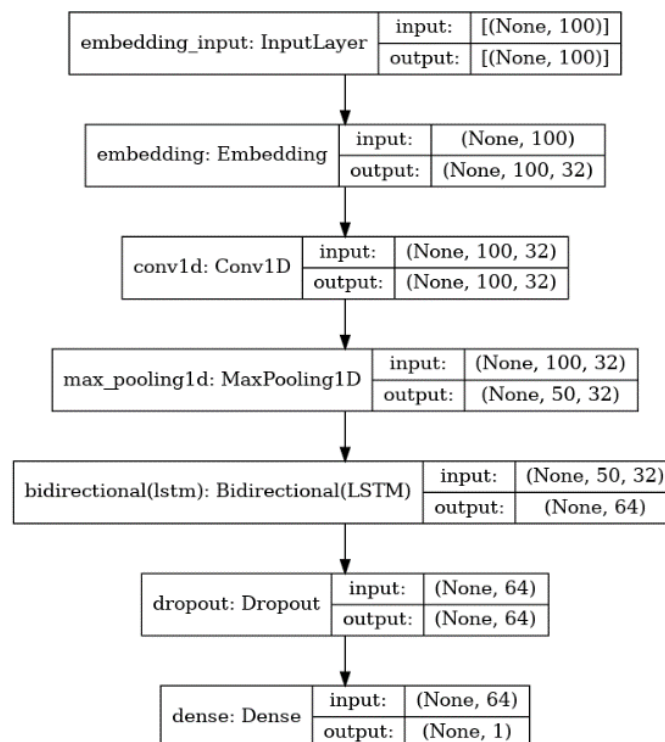 embedding_input: InputLayer
input: [(None, 100)]
output: [(None, 100)]
embedding: Embedding
input: (None, 100)
output: (None, 100, 32)
conv1d: Conv1D
input: (None, 100, 32)
output: (None, 100, 32)
max_pooling1d: MaxPooling1D
input: (None, 100, 32)
output: (None, 50, 32)
bidirectional(lstm): Bidirectional(LSTM)
input: (None, 50, 32)
output: (None, 64)
dropout: Dropout
input: (None, 64)
output: (None, 64)
dense: Dense
input: (None, 64)
output: (None, 1)